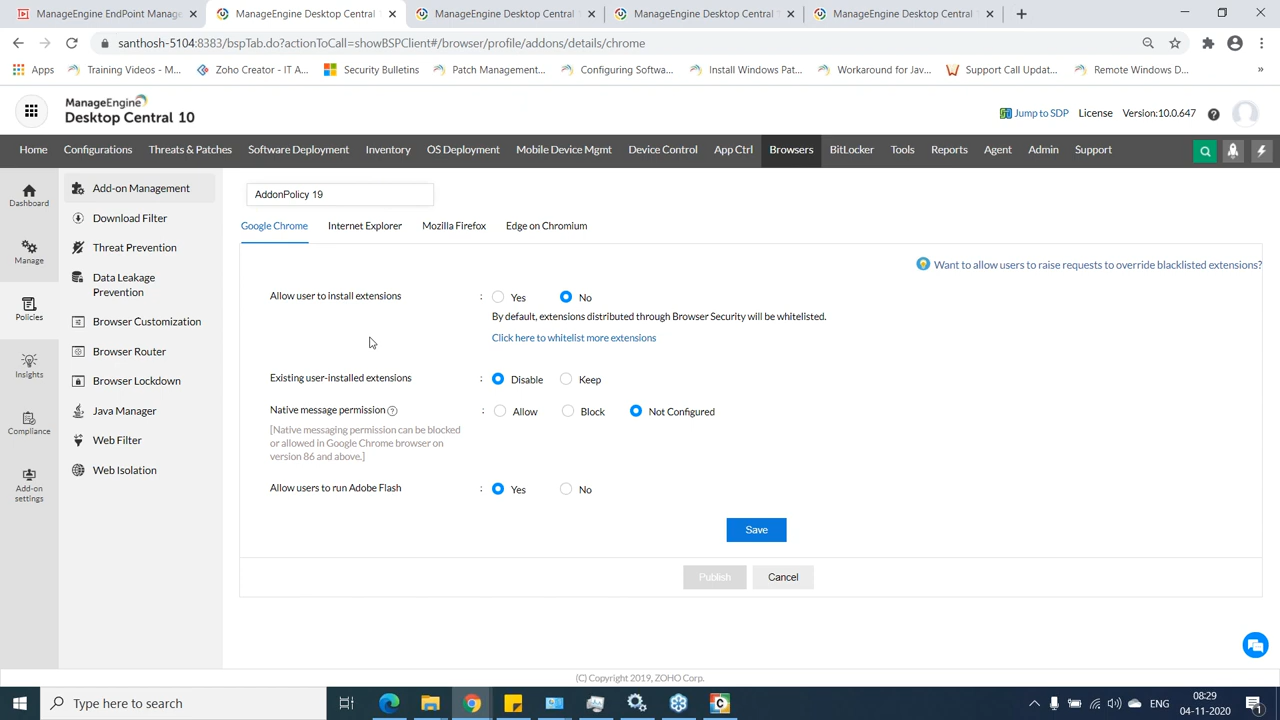 ManageEngine EndPoint Manageme
ManageEngine Desktop Central
ManageEngine Desktop Central
ManageEngine Desktop Central
ManageEngine Desktop Central
santhosh-5104:8383/bspTab.do?actionToCall=showBSPClient#/browser/profile/addons/details/chrome
Apps
Training Videos - M...
Zoho Creator - IT A...
Security Bulletins
Patch Management...
Configuring Softwa...
Install Windows Pat...
Workaround for Jav...
Support Call Updat...
Remote Windows D...
»
ManageEngine
Desktop Central 10
Jump to SDP
License
Version:10.0.647
Home
Configurations
Threats & Patches
Software Deployment
Inventory
OS Deployment
Mobile Device Mgmt
Device Control
App Ctrl
Browsers
BitLocker
Tools
Reports
Agent
Admin
Support
Dashboard
Manage
Policies
Insights
Compliance
Add-on
settings
Add-on Management
Download Filter
Threat Prevention
Data Leakage
Prevention
Browser Customization
Browser Router
Browser Lockdown
Java Manager
Web Filter
Web Isolation
AddonPolicy 19
Google Chrome
Internet Explorer
Mozilla Firefox
Edge on Chromium
Want to allow users to raise requests to override blacklisted extensions?
Allow user to install extensions : Yes No
By default, extensions distributed through Browser Security will be whitelisted.
Click here to whitelist more extensions
Existing user-installed extensions : Disable Keep
Native message permission ? : Allow Block Not Configured
[Native messaging permission can be blocked
or allowed in Google Chrome browser on
version 86 and above.]
Allow users to run Adobe Flash : Yes No
Save
Publish
Cancel
(C) Copyright 2019, ZOHO Corp.
Type here to search
ENG
08:29
04-11-2020
1